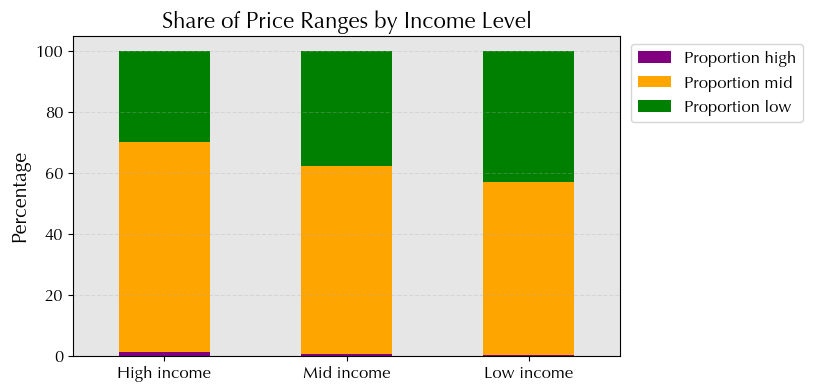 Share of Price Ranges by Income Level
Proportion high
Proportion mid
Proportion low
Percentage
100
80
60
40
20
0
High income
Mid income
Low income